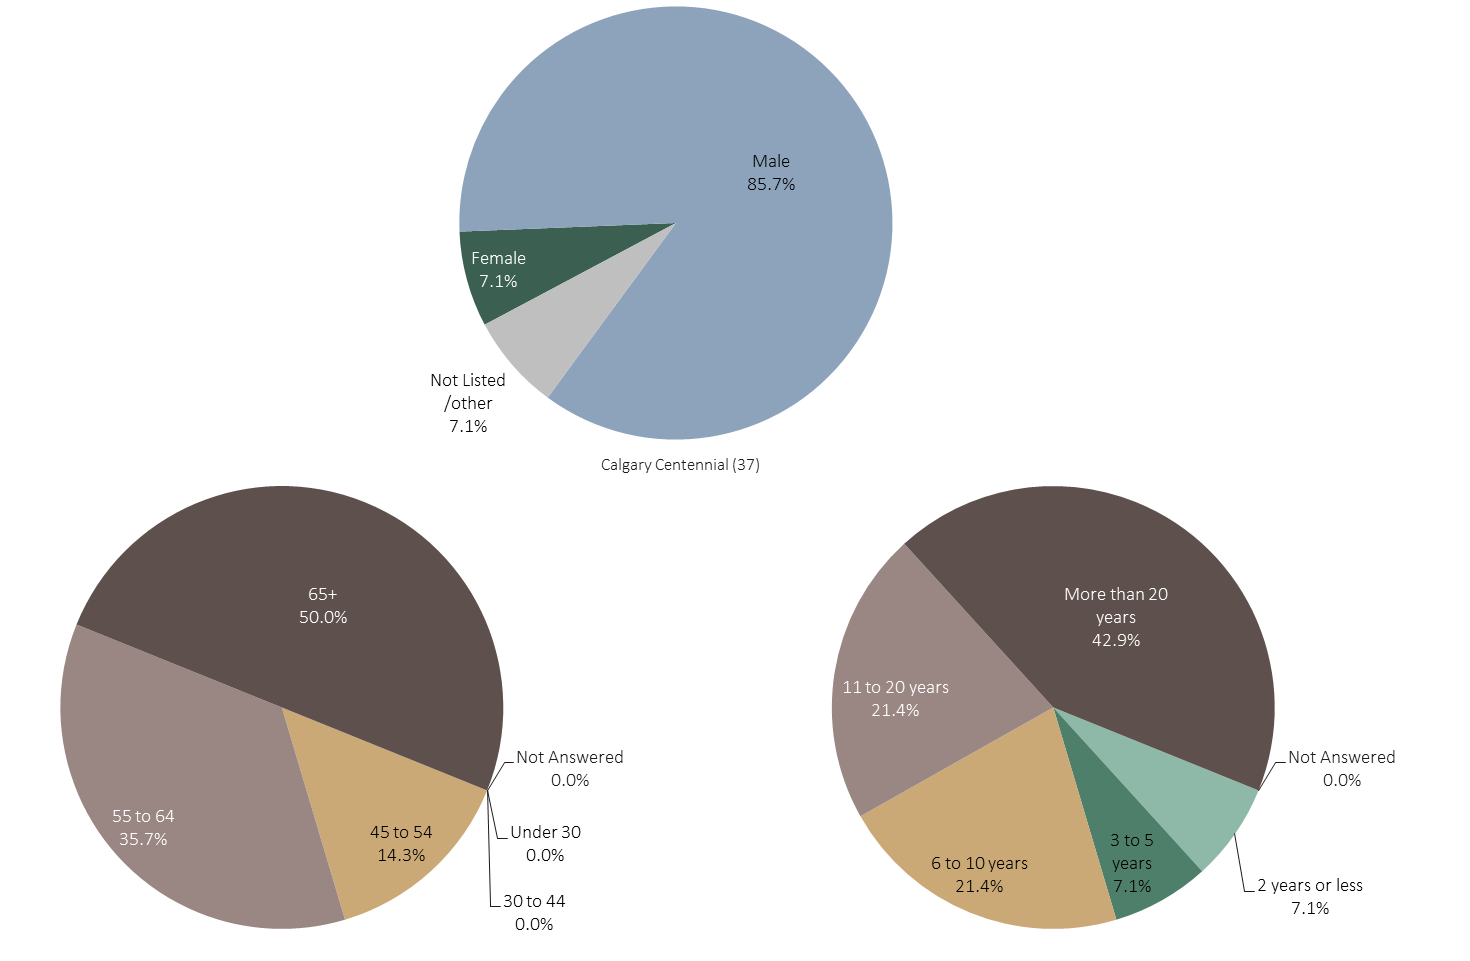 Male
85.7%
Female
7.1%
Not Listed
/other
7.1%
Calgary Centennial (37)
65+
50.0%
Not Answered
0.0%
Under 30
0.0%
30 to 44
0.0%
45 to 54
14.3%
55 to 64
35.7%
More than 20
years
42.9%
Not Answered
0.0%
2 years or less
7.1%
3 to 5
years
7.1%
6 to 10 years
21.4%
11 to 20 years
21.4%